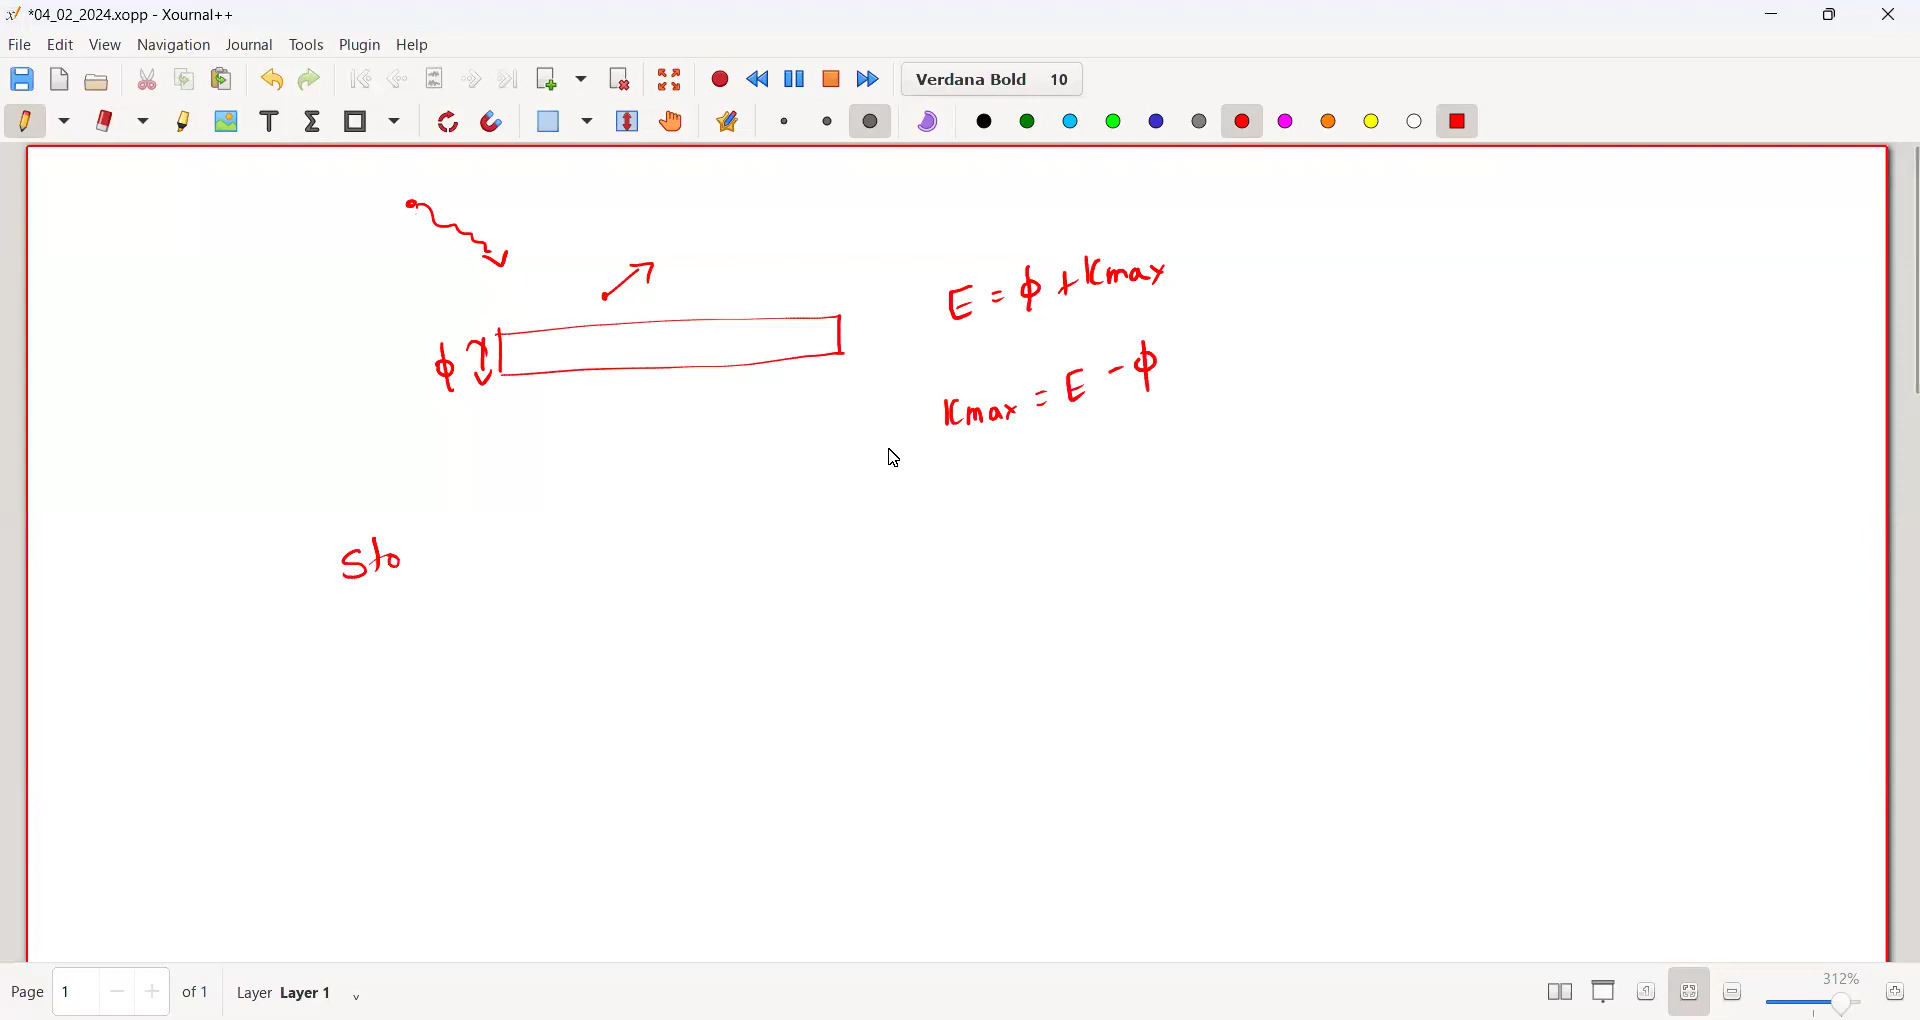 *04_02_2024.xopp - Xournal++
File Edit View Navigation Journal Tools Plugin Help
Verdana Bold 10
E = ϕ + Kmax
ϕ
Kmax = E - ϕ
Sto
Page 1 of 1 Layer Layer 1 312%